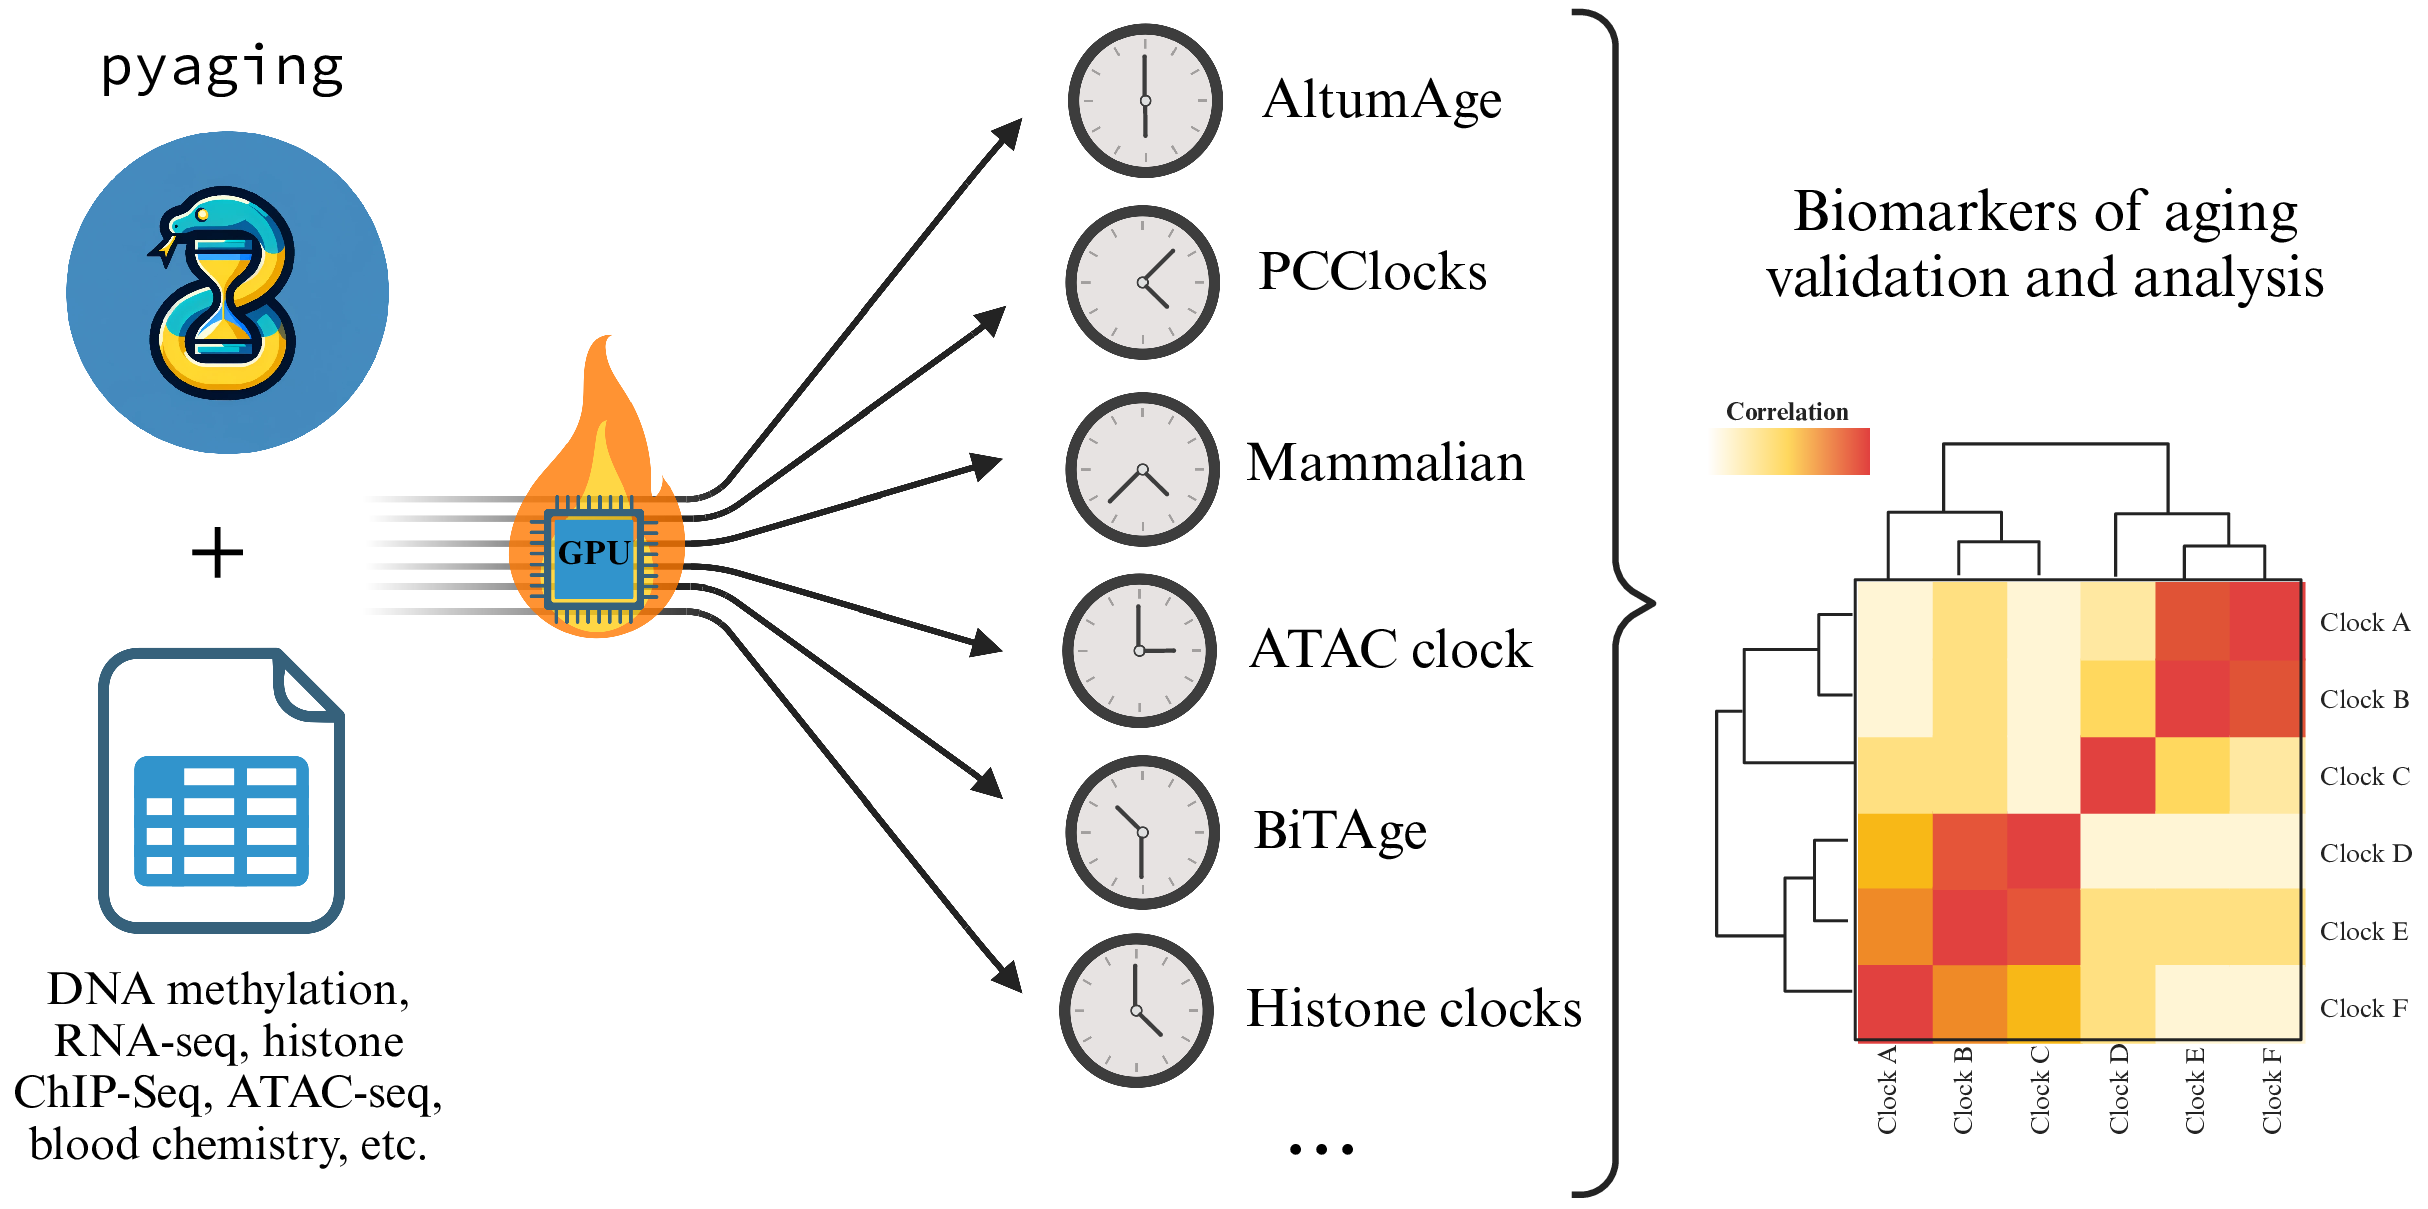 pyaging
+
DNA methylation,
RNA-seq, histone
ChIP-Seq, ATAC-seq,
blood chemistry, etc.
GPU
AltumAge
PCClocks
Mammalian
ATAC clock
BiTAge
Histone clocks
...
Biomarkers of aging
validation and analysis
Correlation
Clock A
Clock B
Clock C
Clock D
Clock E
Clock F
Clock A
Clock B
Clock C
Clock D
Clock E
Clock F